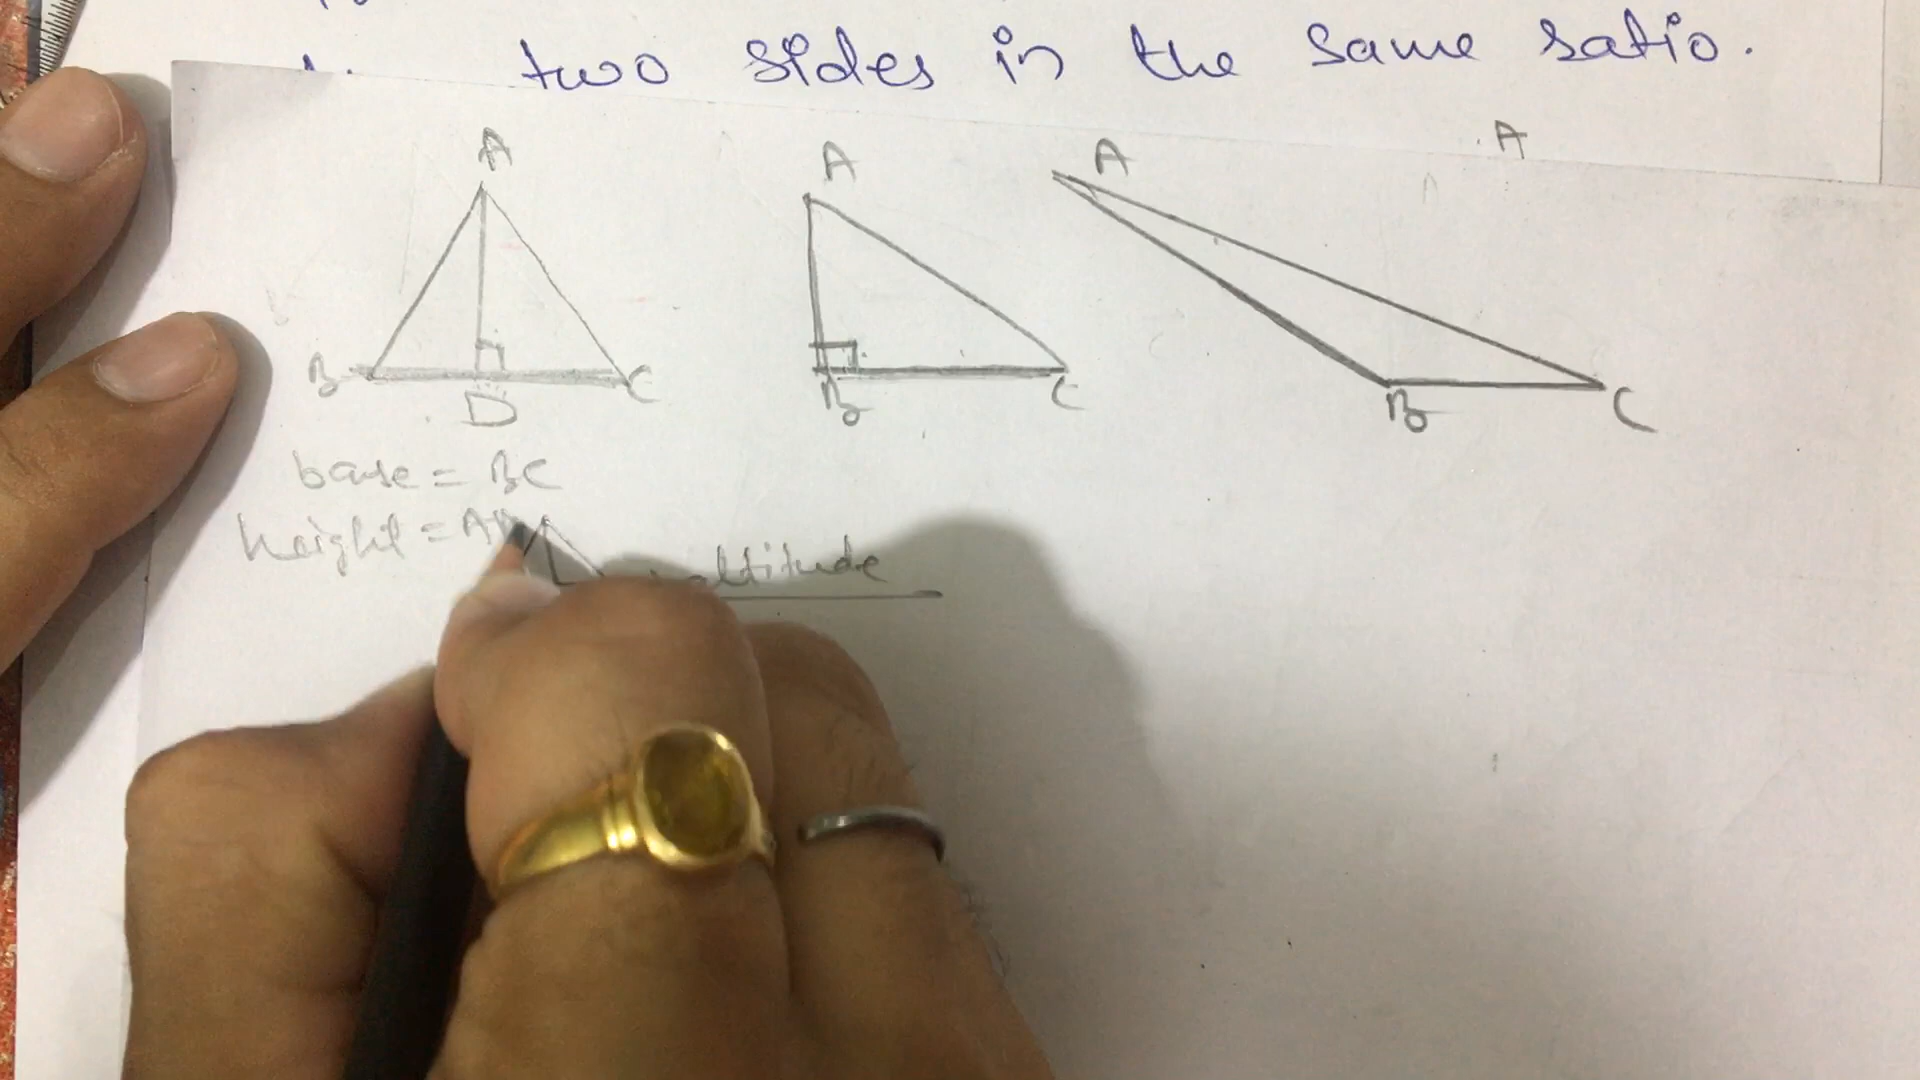 two sides in the same ratio.
A
A
A
A
B
D
C
B
C
B
C
base = BC
height = AD
altitude